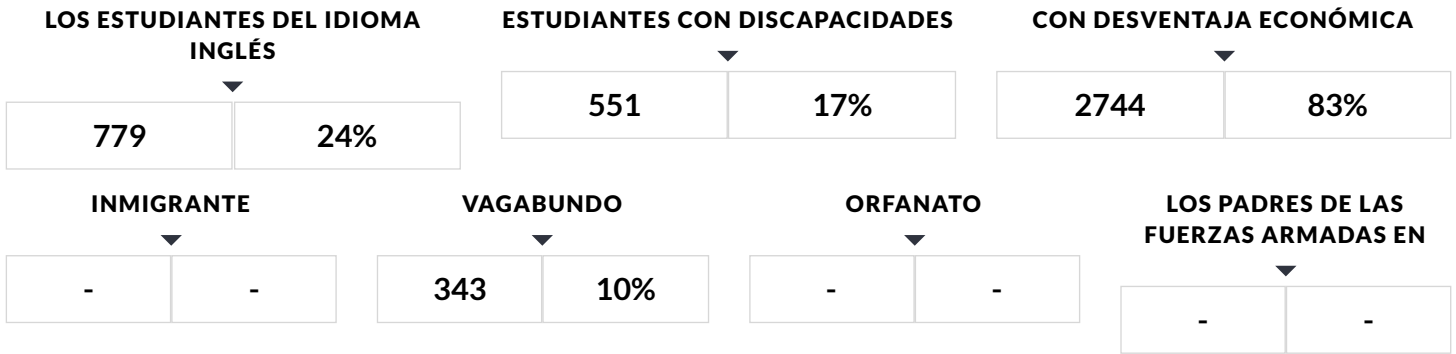 LOS ESTUDIANTES DEL IDIOMA
INGLÉS
779 24%
ESTUDIANTES CON DISCAPACIDADES
551 17%
CON DESVENTAJA ECONÓMICA
2744 83%
INMIGRANTE
- -
VAGABUNDO
343 10%
ORFANATO
- -
LOS PADRES DE LAS
FUERZAS ARMADAS EN
- -